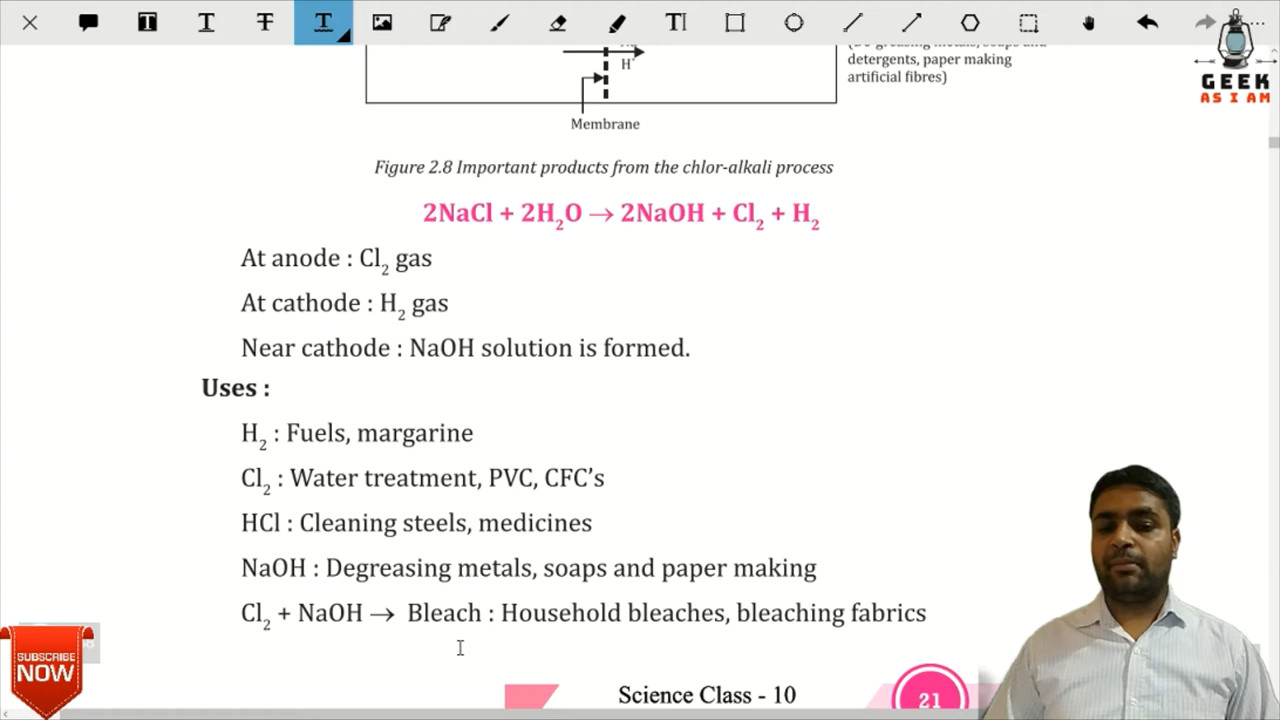 GEEK
AS I AM
detergents, paper making
artificial fibres)
H⁺
Membrane
Figure 2.8 Important products from the chlor-alkali process
2NaCl + 2H₂O → 2NaOH + Cl₂ + H₂
At anode : Cl₂ gas
At cathode : H₂ gas
Near cathode : NaOH solution is formed.
Uses :
H₂ : Fuels, margarine
Cl₂ : Water treatment, PVC, CFC’s
HCl : Cleaning steels, medicines
NaOH : Degreasing metals, soaps and paper making
Cl₂ + NaOH → Bleach : Household bleaches, bleaching fabrics
SUBSCRIBE
NOW
Science Class - 10
21